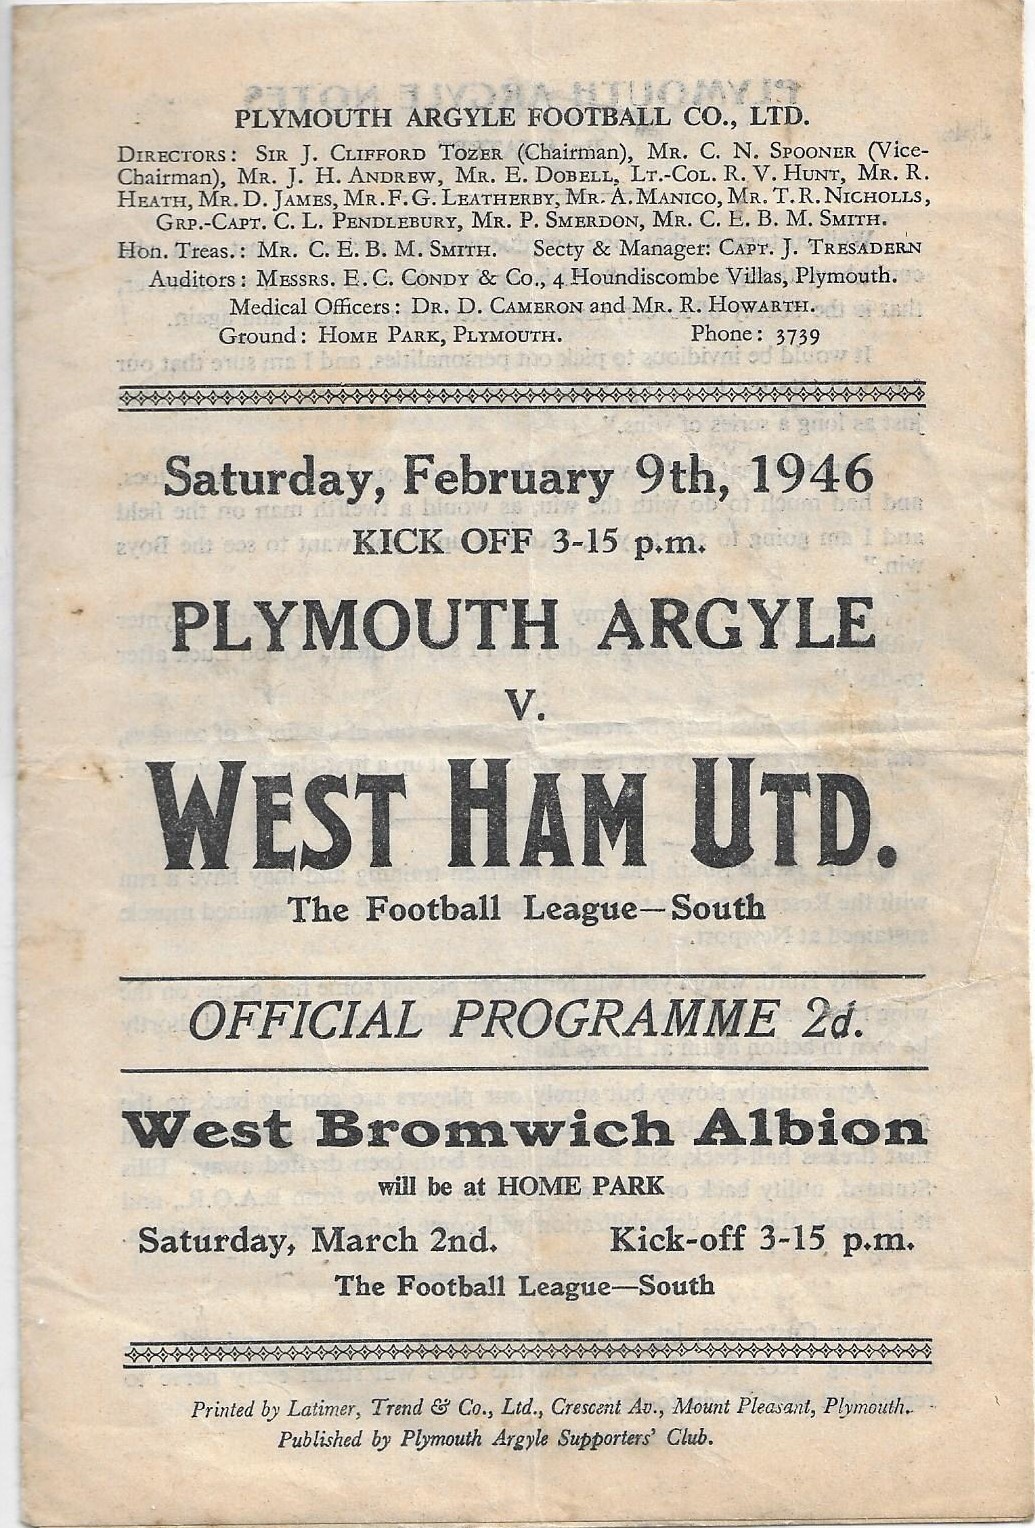 PLYMOUTH ARGYLE FOOTBALL CO., LTD.
DIRECTORS: SIR J. CLIFFORD TOZER (Chairman), MR. C. N. SPOONER (Vice-
Chairman), MR. J. H. ANDREW, MR. E. DOBELL, LT.-COL. R. V. HUNT, MR. R.
HEATH, MR. D. JAMES, MR. F. G. LEATHERBY, MR. A. MANICO, MR. T. R. NICHOLLS,
GRP.-CAPT. C. L. PENDLEBURY, MR. P. SMERDON, MR. C. E. B. M. SMITH.
Hon. Treas.: MR. C. E. B. M. SMITH. Secty & Manager: CAPT. J. TRESADERN
Auditors: MESSRS. E. C. CONDY & CO., 4 Houndiscombe Villas, Plymouth.
Medical Officers: DR. D. CAMERON and MR. R. HOWARTH.
Ground: HOME PARK, PLYMOUTH. Phone: 3739
Saturday, February 9th, 1946
KICK OFF 3-15 p.m.
PLYMOUTH ARGYLE
V.
WEST HAM UTD.
The Football League—South
OFFICIAL PROGRAMME 2d.
West Bromwich Albion
will be at HOME PARK
Saturday, March 2nd. Kick-off 3-15 p.m.
The Football League—South
Printed by Latimer, Trend & Co., Ltd., Crescent Av., Mount Pleasant, Plymouth.
Published by Plymouth Argyle Supporters' Club.